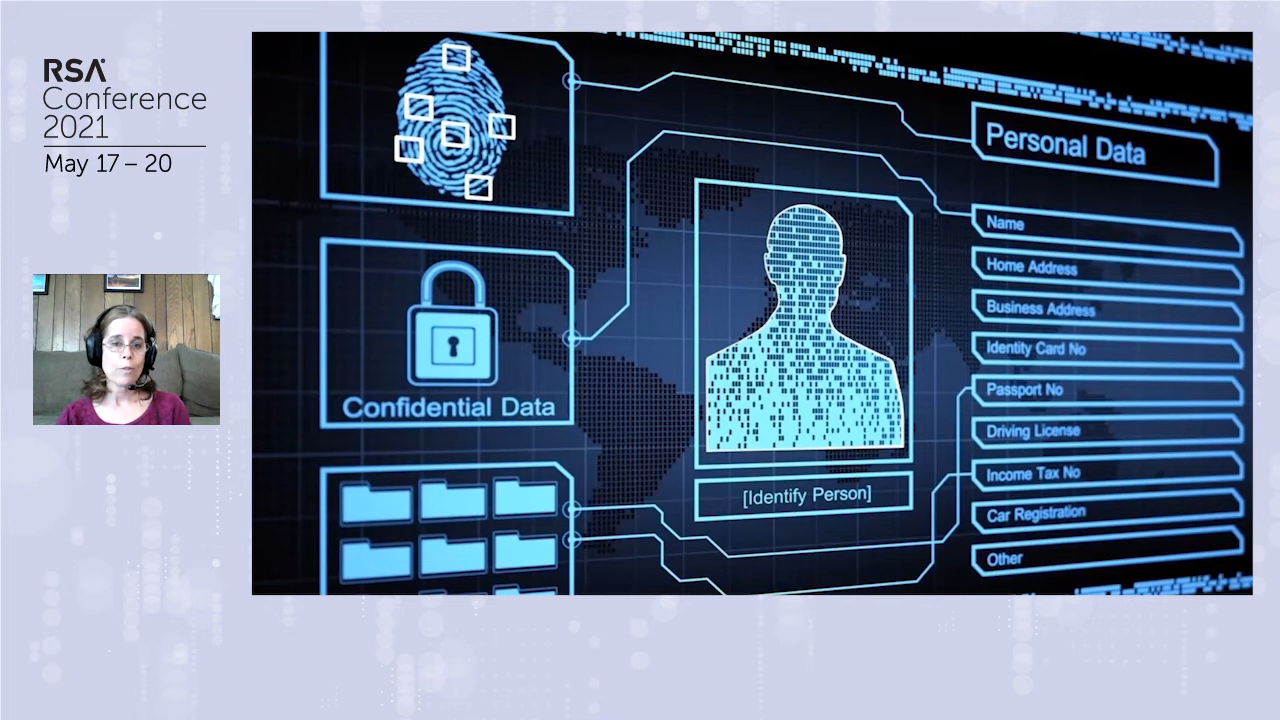 RSA
Conference
2021
May 17 – 20
Confidential Data
[Identify Person]
Personal Data
Name
Home Address
Business Address
Identity Card No
Passport No
Driving License
Income Tax No
Car Registration
Other